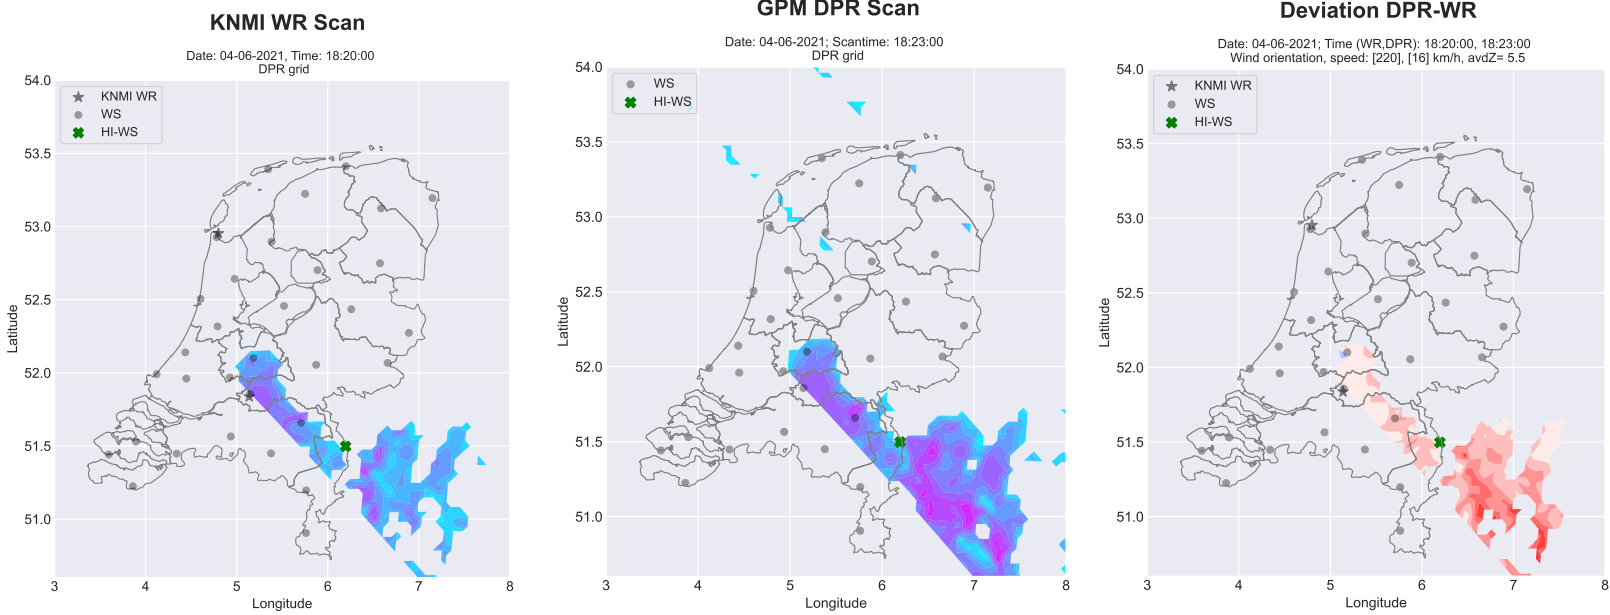 KNMI WR Scan
Date: 04-06-2021, Time: 18:20:00
DPR grid
54.0
53.5
53.0
52.5
52.0
51.5
51.0
Latitude
KNMI WR
WS
HI-WS
3 4 5 6 7 8
Longitude
GPM DPR Scan
Date: 04-06-2021; Scantime: 18:23:00
DPR grid
54.0
53.5
53.0
52.5
52.0
51.5
51.0
Latitude
WS
HI-WS
3 4 5 6 7 8
Longitude
Deviation DPR-WR
Date: 04-06-2021; Time (WR,DPR): 18:20:00, 18:23:00
Wind orientation, speed: [220], [16] km/h, avdZ= 5.5
54.0
53.5
53.0
52.5
52.0
51.5
51.0
Latitude
KNMI WR
WS
HI-WS
3 4 5 6 7 8
Longitude